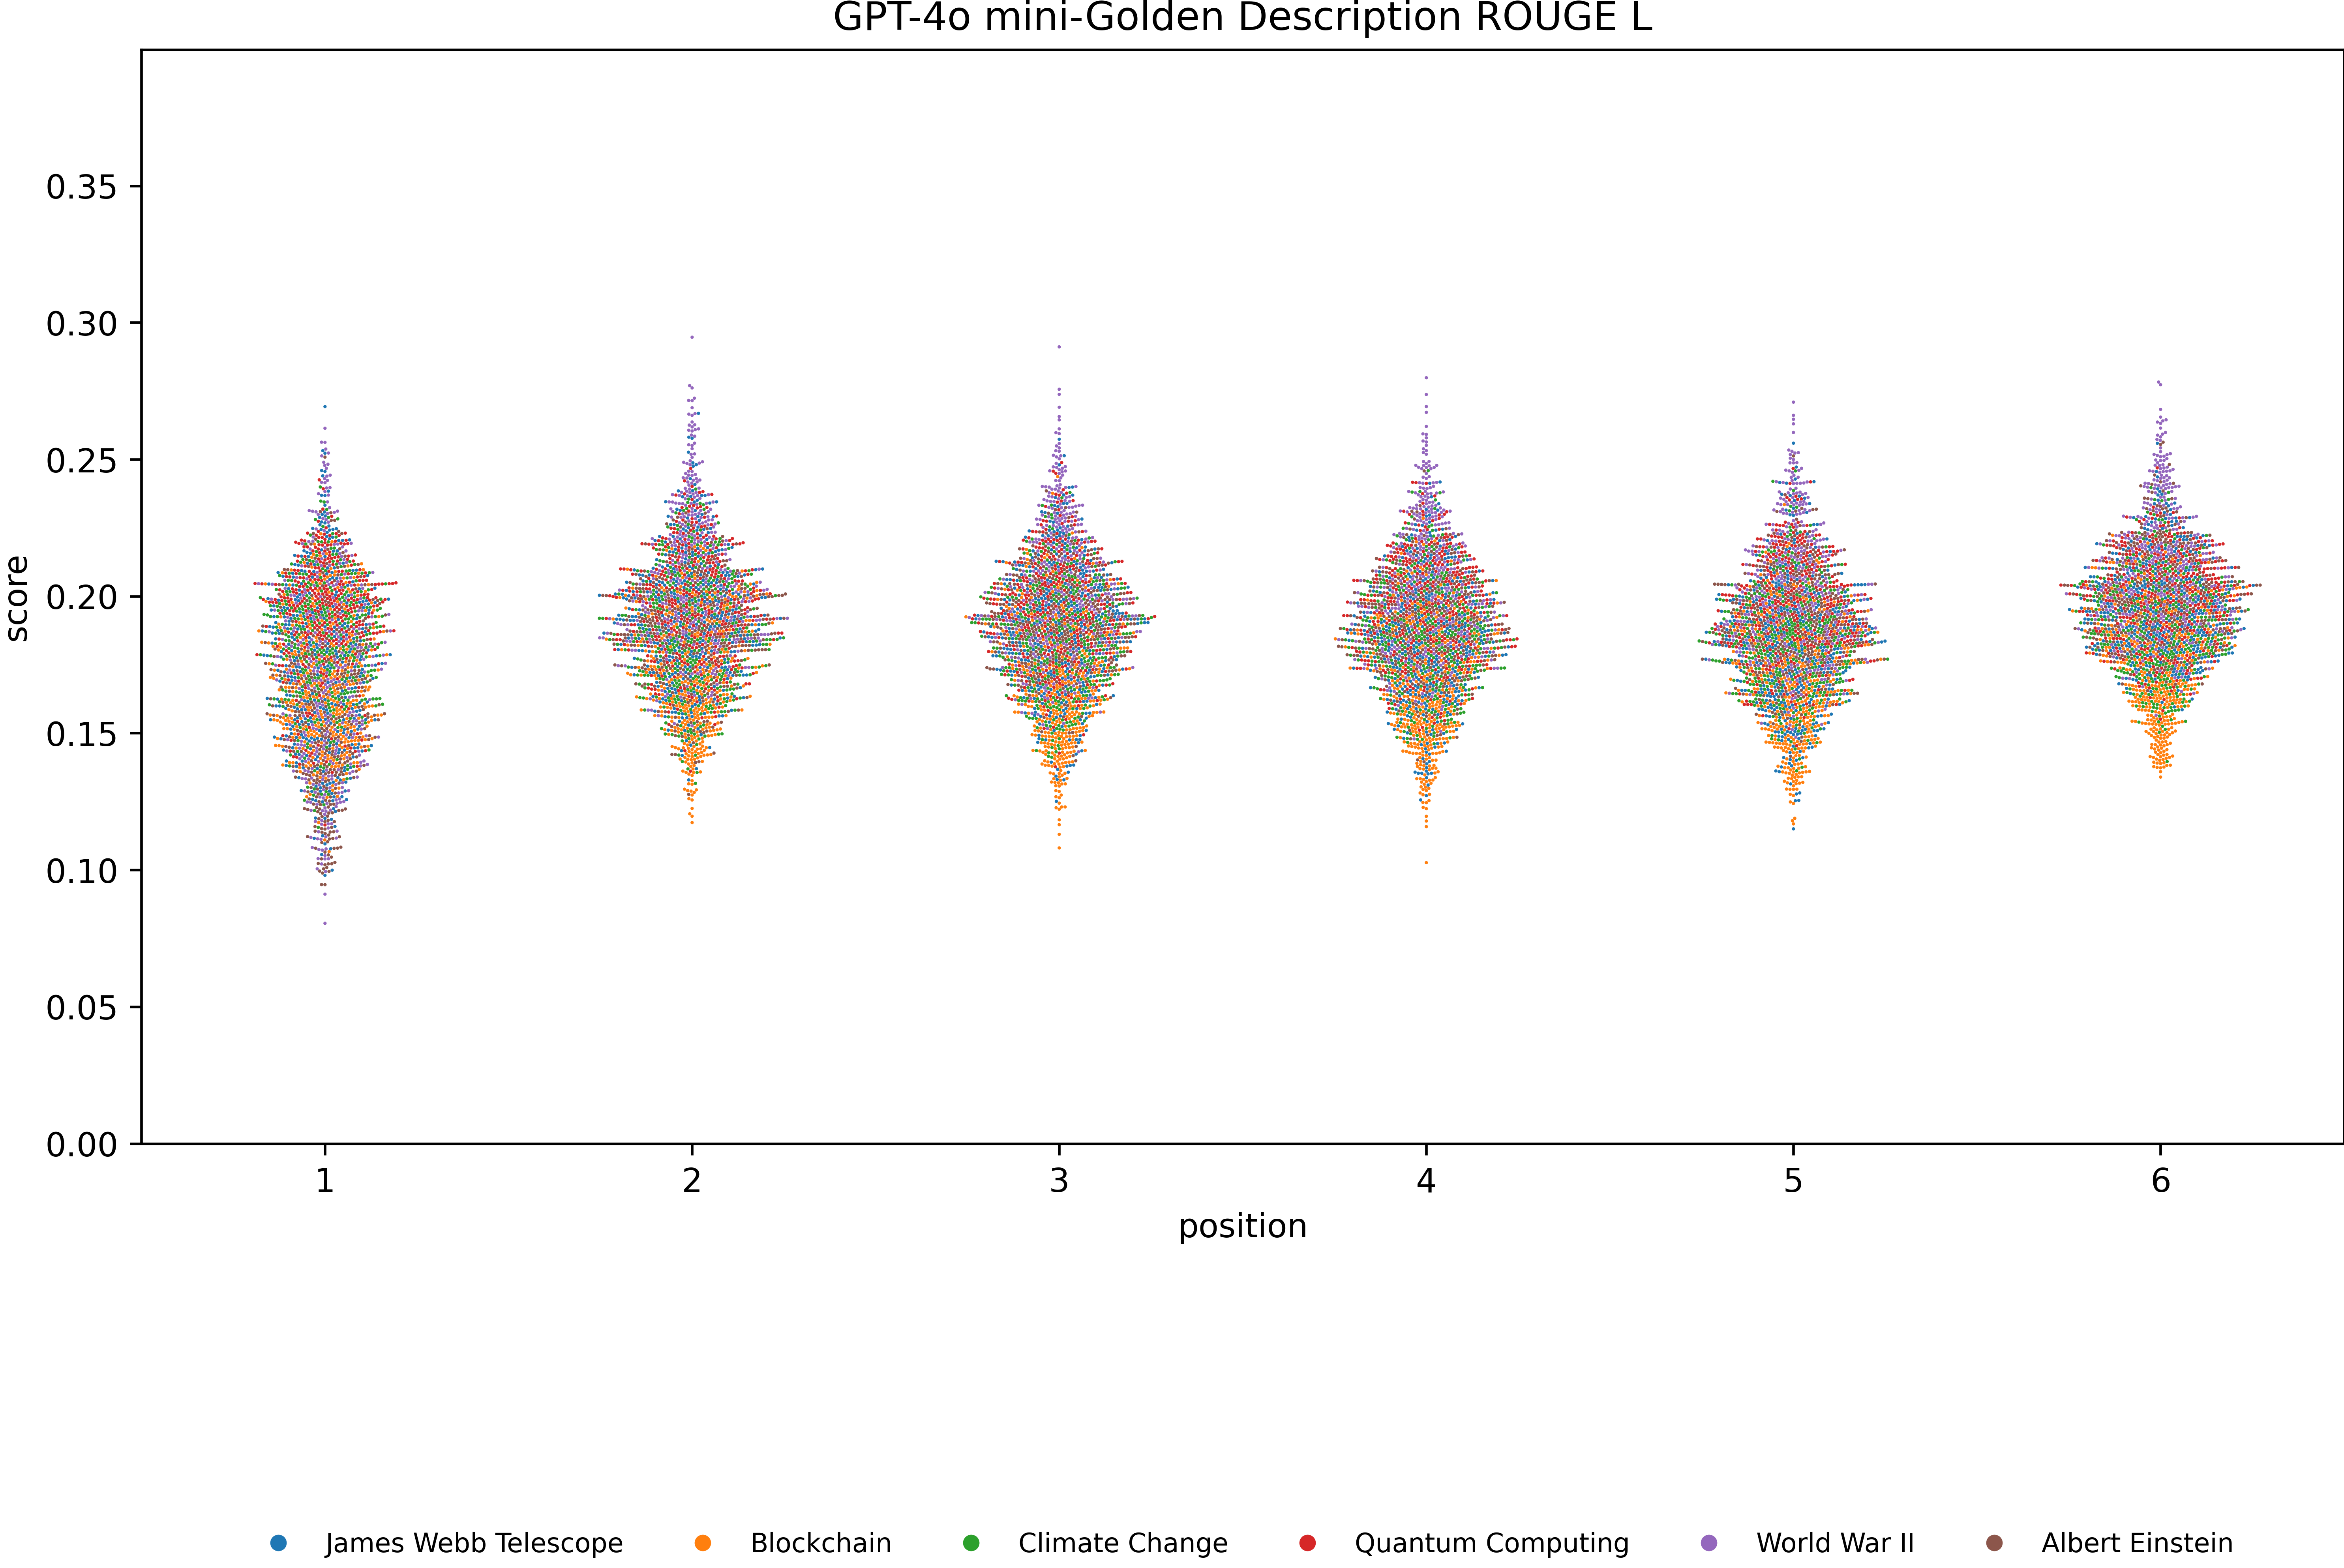 GPT-4o mini-Golden Description ROUGE L
score
0.35
0.30
0.25
0.20
0.15
0.10
0.05
0.00
1 2 3 4 5 6
position
James Webb Telescope Blockchain Climate Change Quantum Computing World War II Albert Einstein